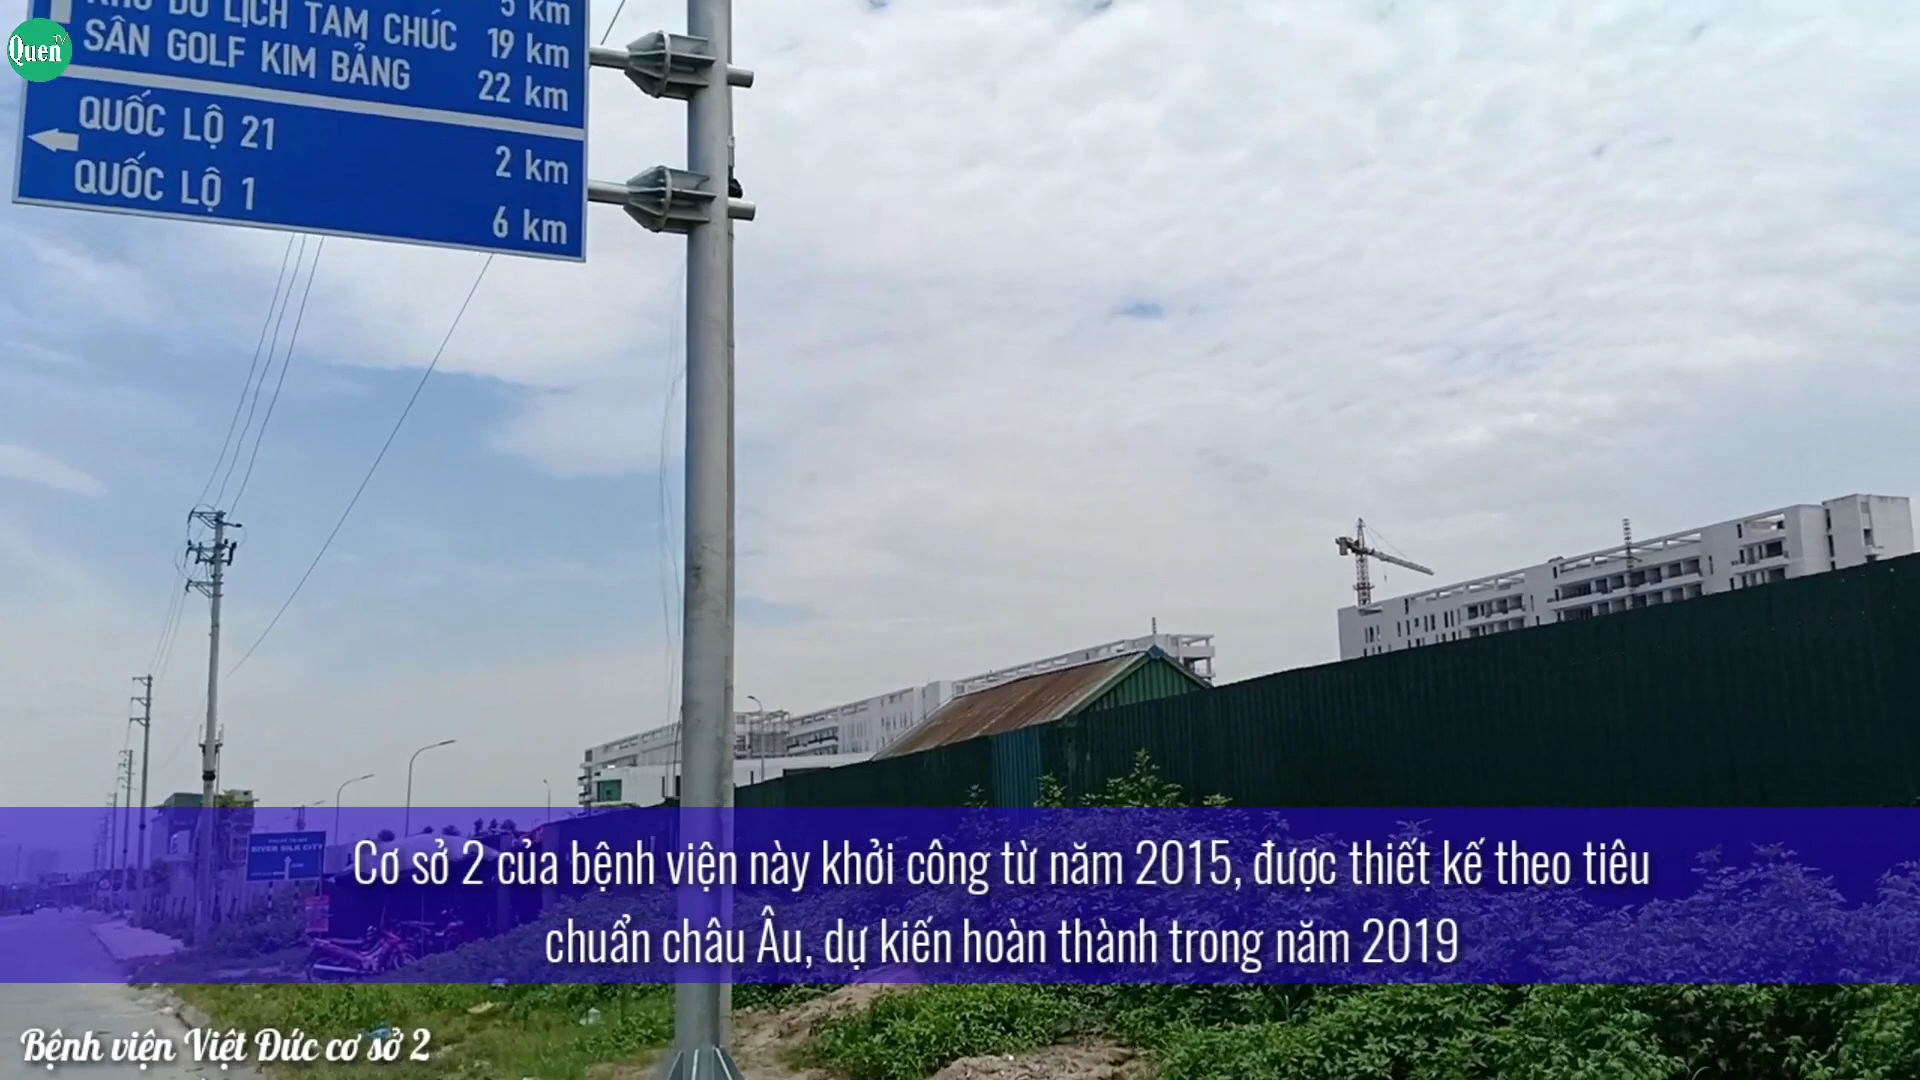 Quen TV
KHU DU LỊCH TAM CHÚC 19 km
SÂN GOLF KIM BẢNG 22 km
5 km
QUỐC LỘ 21 2 km
QUỐC LỘ 1 6 km
RIVER SILK CITY
Cơ sở 2 của bệnh viện này khởi công từ năm 2015, được thiết kế theo tiêu
chuẩn châu Âu, dự kiến hoàn thành trong năm 2019
Bệnh viện Việt Đức cơ sở 2